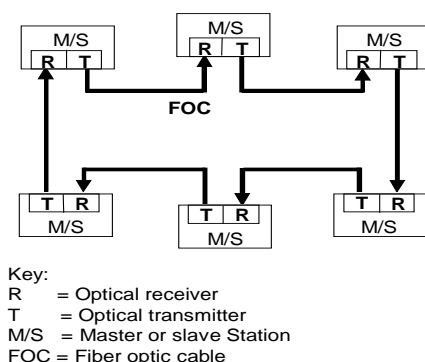 M/S
R T
M/S
R T
M/S
R T
FOC
T R
M/S
T R
M/S
T R
M/S
Key:
R = Optical receiver
T = Optical transmitter
M/S = Master or slave Station
FOC = Fiber optic cable